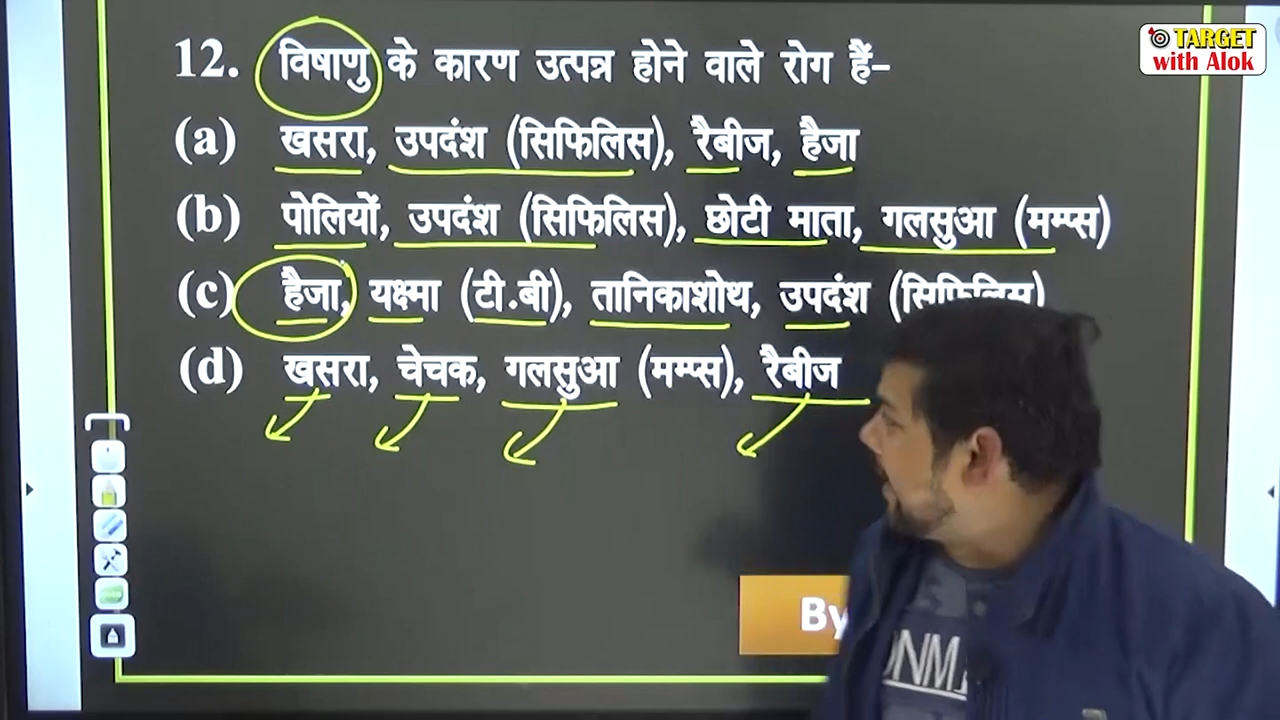 TARGET
with Alok
12. विषाणु के कारण उत्पन्न होने वाले रोग हैं-
(a) खसरा, उपदंश (सिफिलिस), रैबीज, हैजा
(b) पोलियों, उपदंश (सिफिलिस), छोटी माता, गलसुआ (मम्प्स)
(c) हैजा, यक्ष्मा (टी.बी), तानिकाशोथ, उपदंश (सिफिलिस)
(d) खसरा, चेचक, गलसुआ (मम्प्स), रैबीज
By